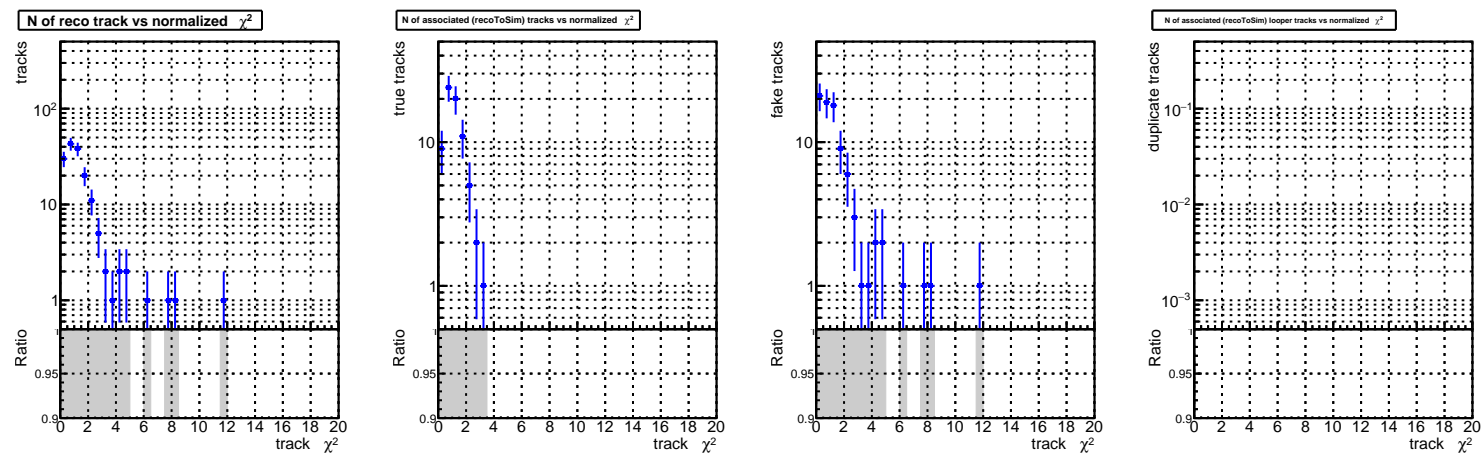 N of reco track vs normalized χ²
N of associated (recoToSim) tracks vs normalized χ²
N of associated (recoToSim) looper tracks vs normalized χ²
tracks
10²
10
1
Ratio
1
0.95
0.9
0 2 4 6 8 10 12 14 16 18 20
track χ²
true tracks
10
1
Ratio
1
0.95
0.9
0 2 4 6 8 10 12 14 16 18 20
track χ²
fake tracks
10
1
Ratio
1
0.95
0.9
0 2 4 6 8 10 12 14 16 18 20
track χ²
duplicate tracks
10⁻¹
10⁻²
10⁻³
Ratio
1
0.95
0.9
0 2 4 6 8 10 12 14 16 18 20
track χ²